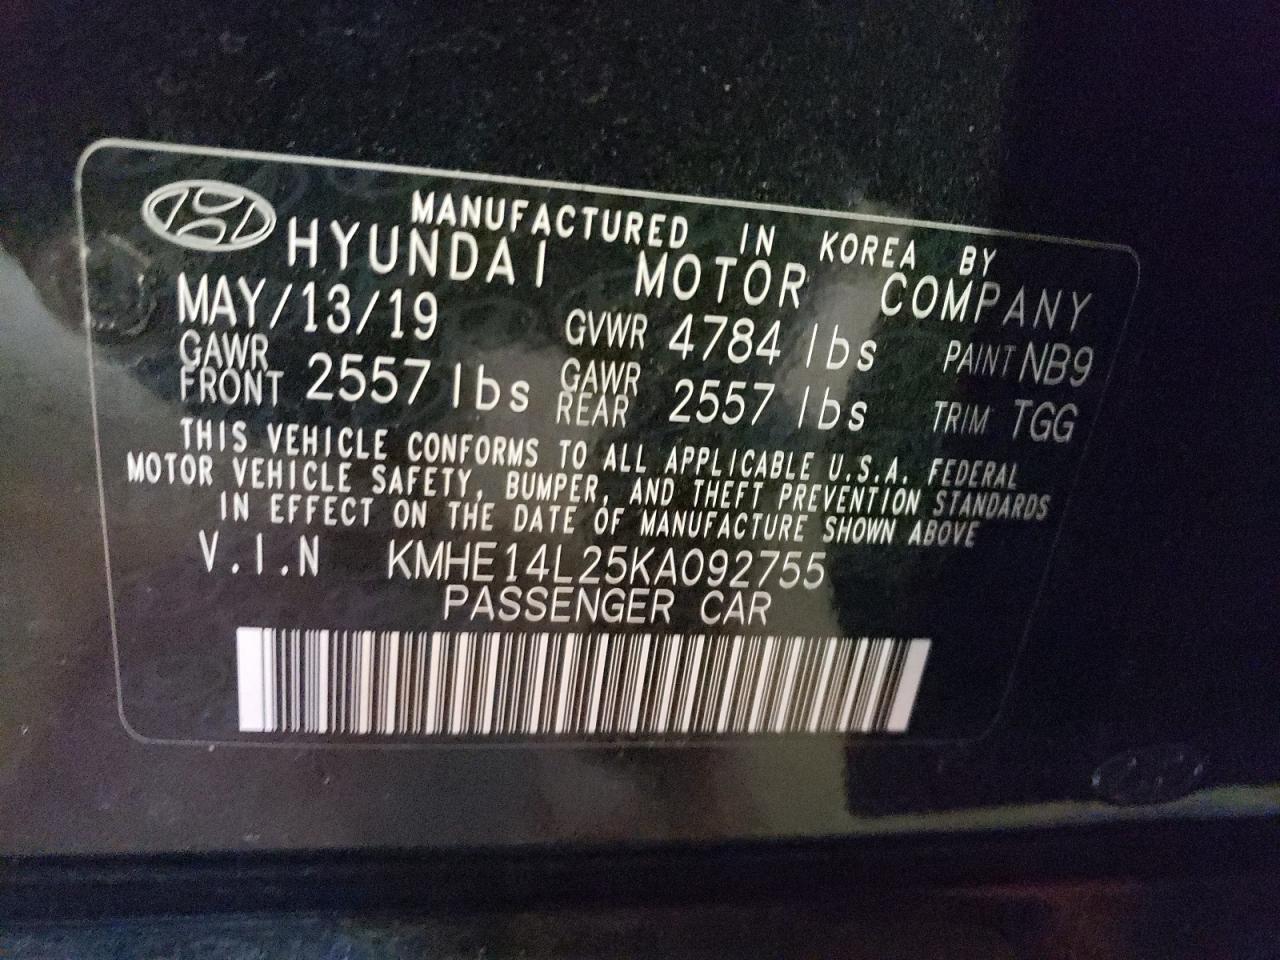 MANUFACTURED IN KOREA BY
HYUNDAI MOTOR COMPANY
MAY/13/19 GVWR 4784 lbs PAINT NB9
GAWR FRONT 2557 lbs GAWR REAR 2557 lbs TRIM TGG
THIS VEHICLE CONFORMS TO ALL APPLICABLE U.S.A. FEDERAL
MOTOR VEHICLE SAFETY, BUMPER, AND THEFT PREVENTION STANDARDS
IN EFFECT ON THE DATE OF MANUFACTURE SHOWN ABOVE
V.I.N KMHE14L25KA092755
PASSENGER CAR